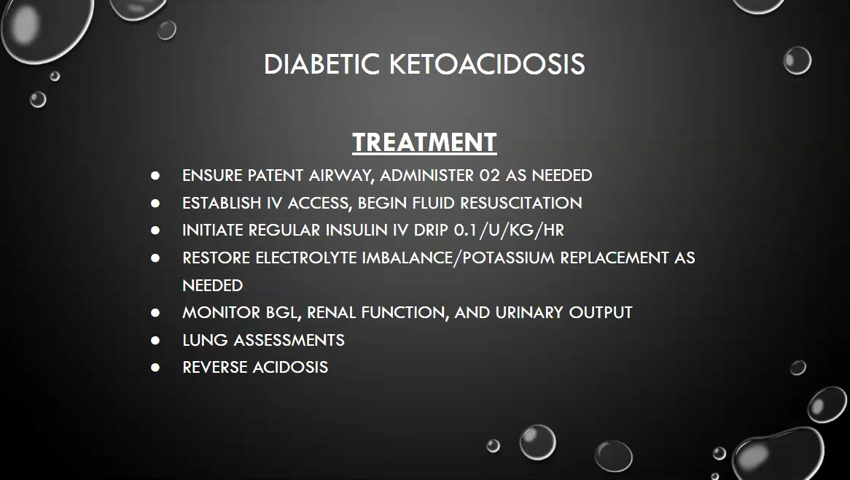 DIABETIC KETOACIDOSIS
TREATMENT
● ENSURE PATENT AIRWAY, ADMINISTER 02 AS NEEDED
● ESTABLISH IV ACCESS, BEGIN FLUID RESUSCITATION
● INITIATE REGULAR INSULIN IV DRIP 0.1/U/KG/HR
● RESTORE ELECTROLYTE IMBALANCE/POTASSIUM REPLACEMENT AS
NEEDED
● MONITOR BGL, RENAL FUNCTION, AND URINARY OUTPUT
● LUNG ASSESSMENTS
● REVERSE ACIDOSIS